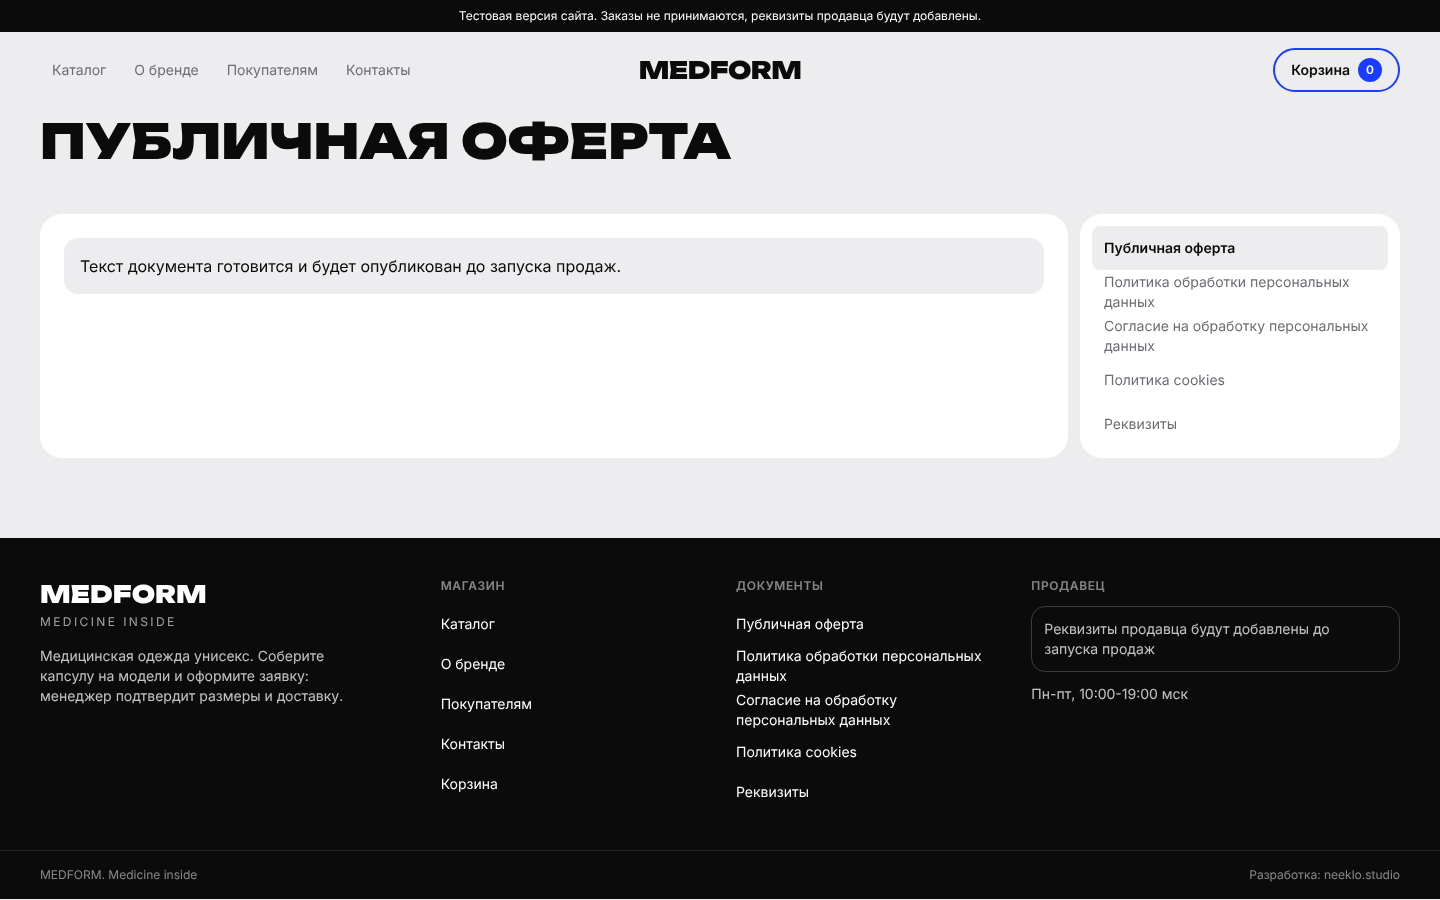 Тестовая версия сайта. Заказы не принимаются, реквизиты продавца будут добавлены.
Каталог
О бренде
Покупателям
Контакты
MEDFORM
Корзина 0
ПУБЛИЧНАЯ ОФЕРТА
Текст документа готовится и будет опубликован до запуска продаж.
Публичная оферта
Политика обработки персональных
данных
Согласие на обработку персональных
данных
Политика cookies
Реквизиты
MEDFORM
MEDICINE INSIDE
Медицинская одежда унисекс. Соберите
капсулу на модели и оформите заявку:
менеджер подтвердит размеры и доставку.
МАГАЗИН
Каталог
О бренде
Покупателям
Контакты
Корзина
ДОКУМЕНТЫ
Публичная оферта
Политика обработки персональных
данных
Согласие на обработку
персональных данных
Политика cookies
Реквизиты
ПРОДАВЕЦ
Реквизиты продавца будут добавлены до
запуска продаж
Пн-пт, 10:00-19:00 мск
MEDFORM. Medicine inside
Разработка: neeklo.studio